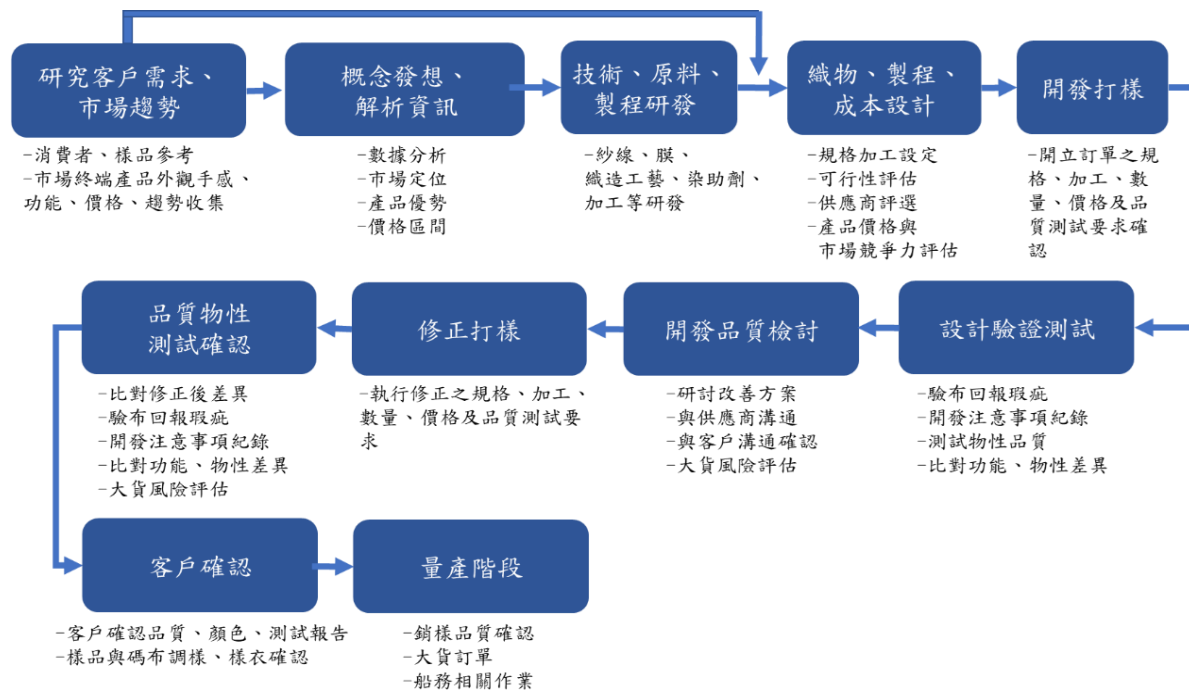 研究客戶需求、
市場趨勢
-消費者、樣品參考
-市場終端產品外觀手感、
功能、價格、趨勢收集
概念發想、
解析資訊
-數據分析
-市場定位
-產品優勢
-價格區間
技術、原料、
製程研發
-紗線、膜、
織造工藝、染助劑、
加工等研發
織物、製程、
成本設計
-規格加工設定
-可行性評估
-供應商評選
-產品價格與
市場競爭力評估
開發打樣
-開立訂單之規
格、加工、數
量、價格及品
質測試要求確
認
設計驗證測試
-驗布回報瑕疵
-開發注意事項紀錄
-測試物性品質
-比對功能、物性差異
開發品質檢討
-研討改善方案
-與供應商溝通
-與客戶溝通確認
-大貨風險評估
修正打樣
-執行修正之規格、加工、
數量、價格及品質測試要
求
品質物性
測試確認
-比對修正後差異
-驗布回報瑕疵
-開發注意事項紀錄
-比對功能、物性差異
-大貨風險評估
客戶確認
-客戶確認品質、顏色、測試報告
-樣品與碼布調樣、樣衣確認
量產階段
-銷樣品質確認
-大貨訂單
-船務相關作業